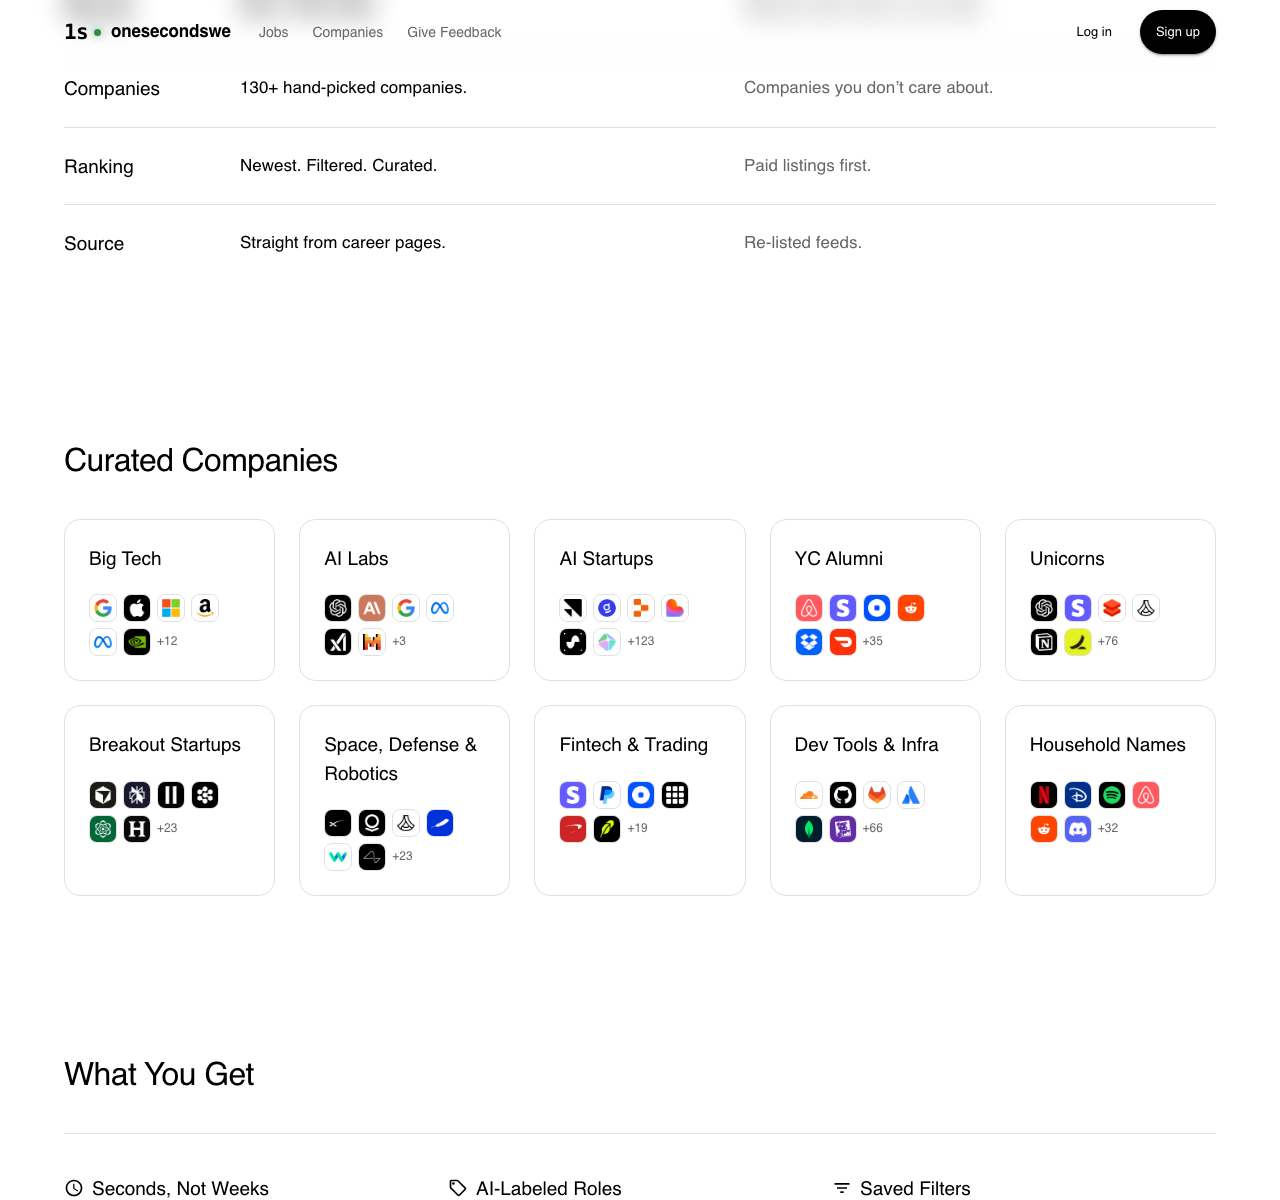 1s onesecondswe Jobs Companies Give Feedback Log in Sign up
Companies 130+ hand-picked companies. Companies you don’t care about.
Ranking Newest. Filtered. Curated. Paid listings first.
Source Straight from career pages. Re-listed feeds.
Curated Companies
Big Tech
+12
AI Labs
+3
AI Startups
+123
YC Alumni
+35
Unicorns
+76
Breakout Startups
+23
Space, Defense &
Robotics
+23
Fintech & Trading
+19
Dev Tools & Infra
+66
Household Names
+32
What You Get
Seconds, Not Weeks AI-Labeled Roles Saved Filters